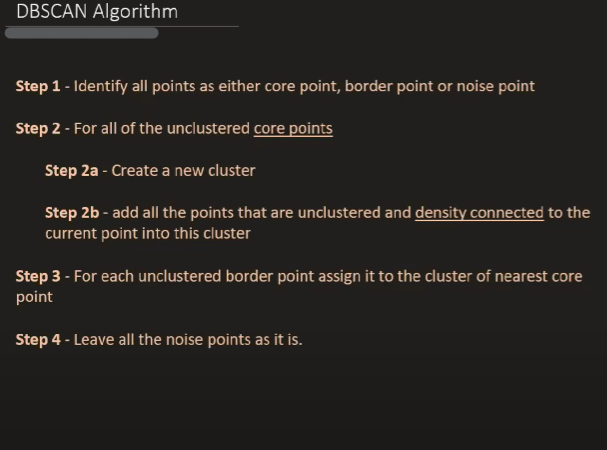 DBSCAN Algorithm
Step 1 - Identify all points as either core point, border point or noise point
Step 2 - For all of the unclustered core points
Step 2a - Create a new cluster
Step 2b - add all the points that are unclustered and density connected to the
current point into this cluster
Step 3 - For each unclustered border point assign it to the cluster of nearest core
point
Step 4 - Leave all the noise points as it is.